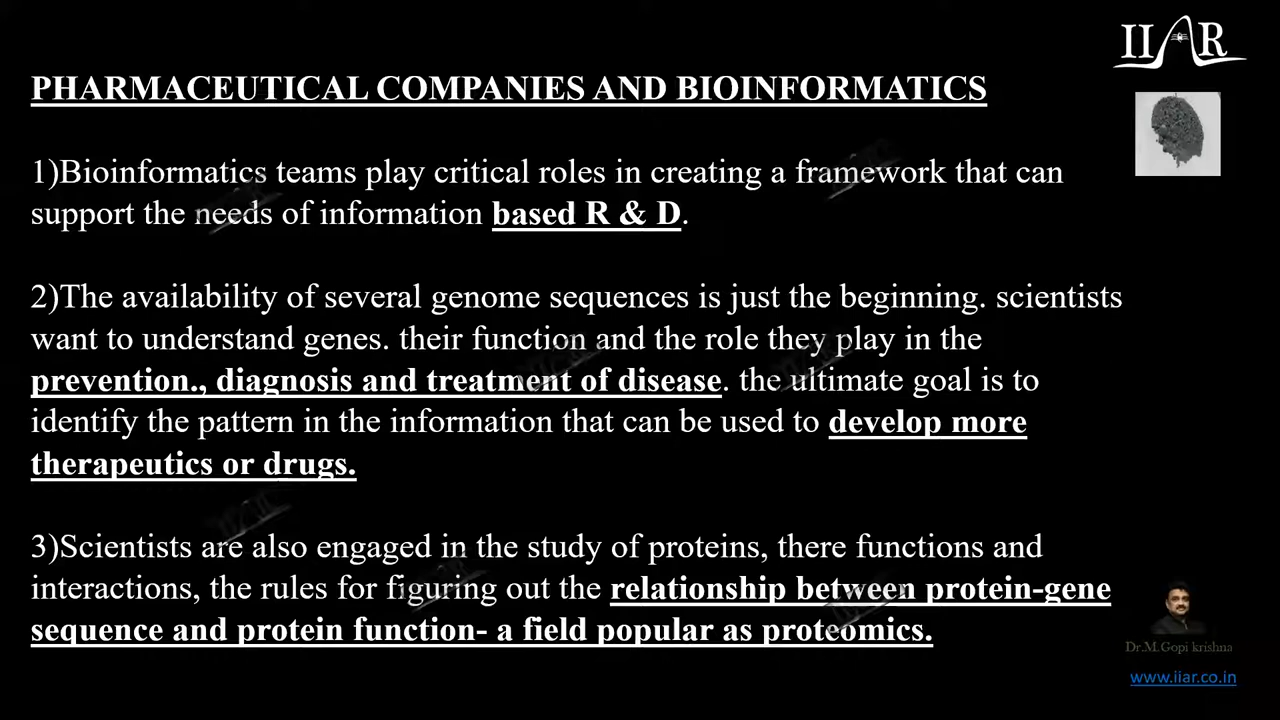 IIAR
PHARMACEUTICAL COMPANIES AND BIOINFORMATICS
1)Bioinformatics teams play critical roles in creating a framework that can
support the needs of information based R & D.
2)The availability of several genome sequences is just the beginning. scientists
want to understand genes. their function and the role they play in the
prevention., diagnosis and treatment of disease. the ultimate goal is to
identify the pattern in the information that can be used to develop more
therapeutics or drugs.
3)Scientists are also engaged in the study of proteins, there functions and
interactions, the rules for figuring out the relationship between protein-gene
sequence and protein function- a field popular as proteomics.
Dr.M.Gopi krishna
www.iiar.co.in